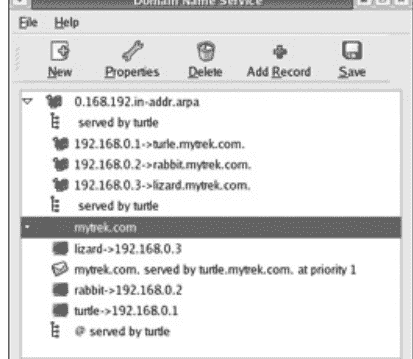 Domain Name Service
File Help
New Properties Delete Add Record Save
0.168.192.in-addr.arpa
served by turtle
192.168.0.1->turle.mytrek.com.
192.168.0.2->rabbit.mytrek.com.
192.168.0.3->lizard.mytrek.com.
served by turtle
mytrek.com
lizard->192.168.0.3
mytrek.com. served by turgle.mytrek.com. at priority 1
rabbit->192.168.0.2
turtle->192.168.0.1
@ served by turtle